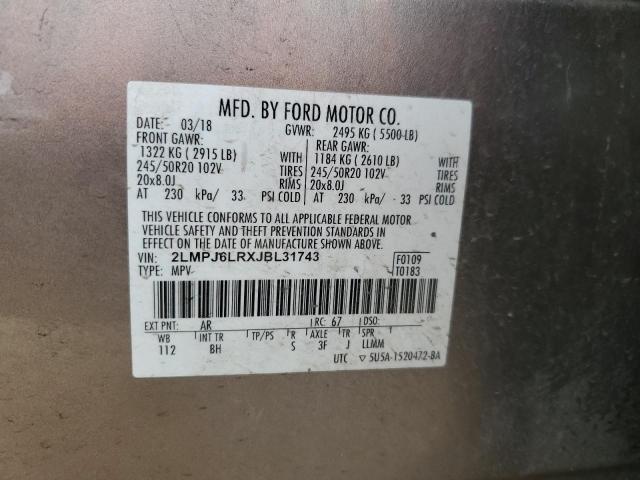 MFD. BY FORD MOTOR CO.
DATE: 03/18 GVWR: 2495 KG ( 5500 LB)
FRONT GAWR: REAR GAWR:
1322 KG ( 2915 LB) WITH 1184 KG ( 2610 LB) WITH
245/50R20 102V TIRES 245/50R20 102V TIRES
20x8.0J RIMS 20x8.0J RIMS
AT 230 kPa/ 33 PSI COLD AT 230 kPa/ 33 PSI COLD
THIS VEHICLE CONFORMS TO ALL APPLICABLE FEDERAL MOTOR
VEHICLE SAFETY AND THEFT PREVENTION STANDARDS IN
EFFECT ON THE DATE OF MANUFACTURE SHOWN ABOVE.
VIN: 2LMPJ6LRXJBL31743 F0109
TYPE: MPV T0183
EXT PNT: AR RC: 67 DSO:
WB INT TR TP/PS R AXLE TR SPR
112 BH S 3F J LLMM
UTC ▽ 5U5A-1520472-BA